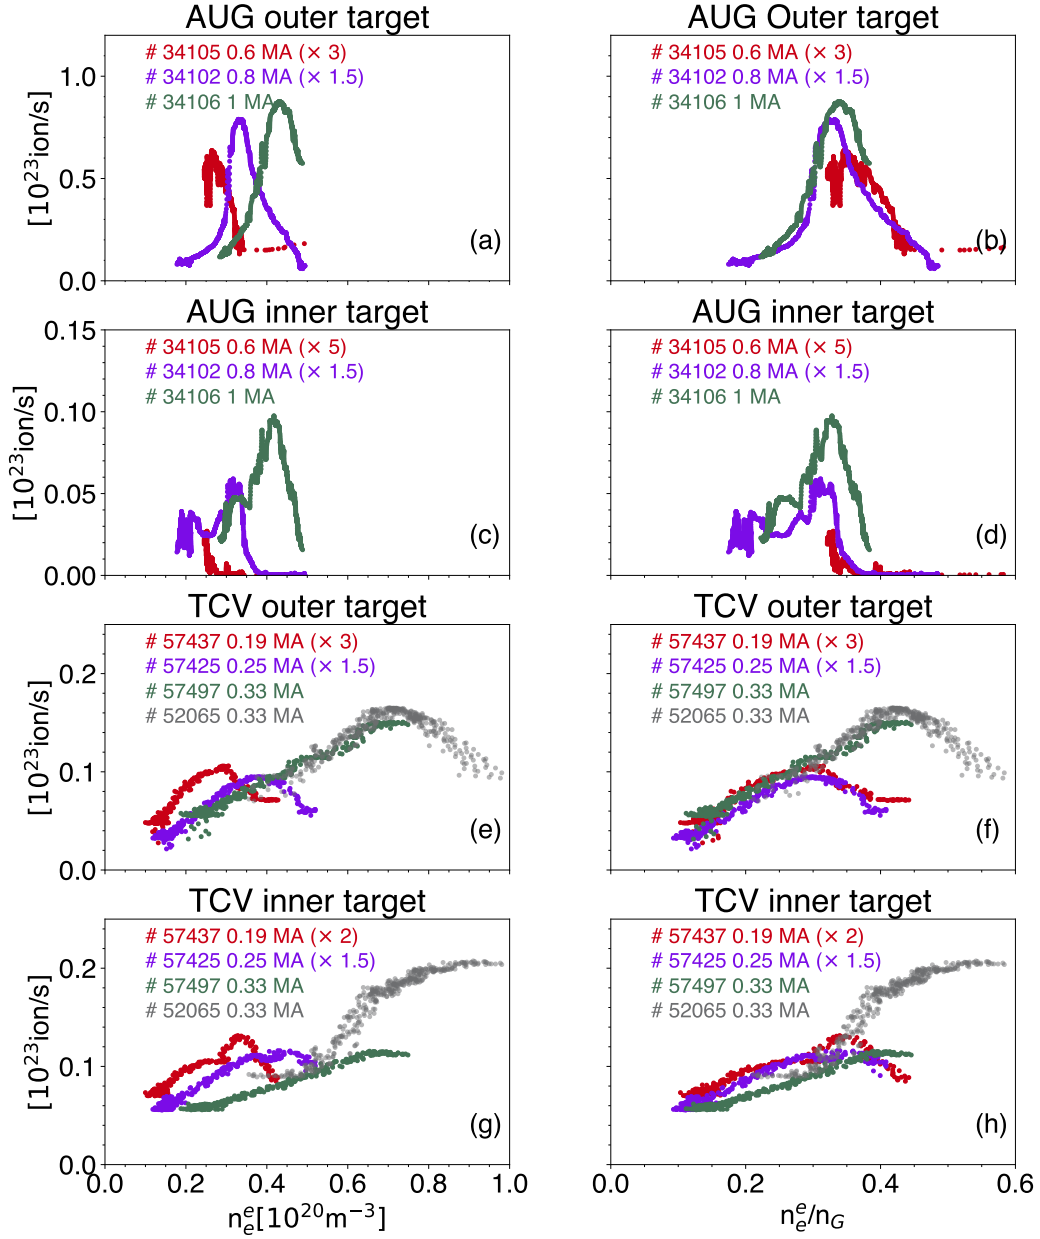 AUG outer target
# 34105 0.6 MA (× 3)
# 34102 0.8 MA (× 1.5)
# 34106 1 MA
1.0
0.5
0.0
[10²³ion/s]
(a)
AUG Outer target
# 34105 0.6 MA (× 3)
# 34102 0.8 MA (× 1.5)
# 34106 1 MA
(b)
AUG inner target
# 34105 0.6 MA (× 5)
# 34102 0.8 MA (× 1.5)
# 34106 1 MA
0.15
0.10
0.05
0.00
[10²³ion/s]
(c)
AUG inner target
# 34105 0.6 MA (× 5)
# 34102 0.8 MA (× 1.5)
# 34106 1 MA
(d)
TCV outer target
# 57437 0.19 MA (× 3)
# 57425 0.25 MA (× 1.5)
# 57497 0.33 MA
# 52065 0.33 MA
0.2
0.1
0.0
[10²³ion/s]
(e)
TCV outer target
# 57437 0.19 MA (× 3)
# 57425 0.25 MA (× 1.5)
# 57497 0.33 MA
# 52065 0.33 MA
(f)
TCV inner target
# 57437 0.19 MA (× 2)
# 57425 0.25 MA (× 1.5)
# 57497 0.33 MA
# 52065 0.33 MA
0.2
0.1
0.0
[10²³ion/s]
(g)
0.0 0.2 0.4 0.6 0.8 1.0
nₑᵉ[10²⁰m⁻³]
TCV inner target
# 57437 0.19 MA (× 2)
# 57425 0.25 MA (× 1.5)
# 57497 0.33 MA
# 52065 0.33 MA
(h)
0.0 0.2 0.4 0.6
nₑᵉ/n_G